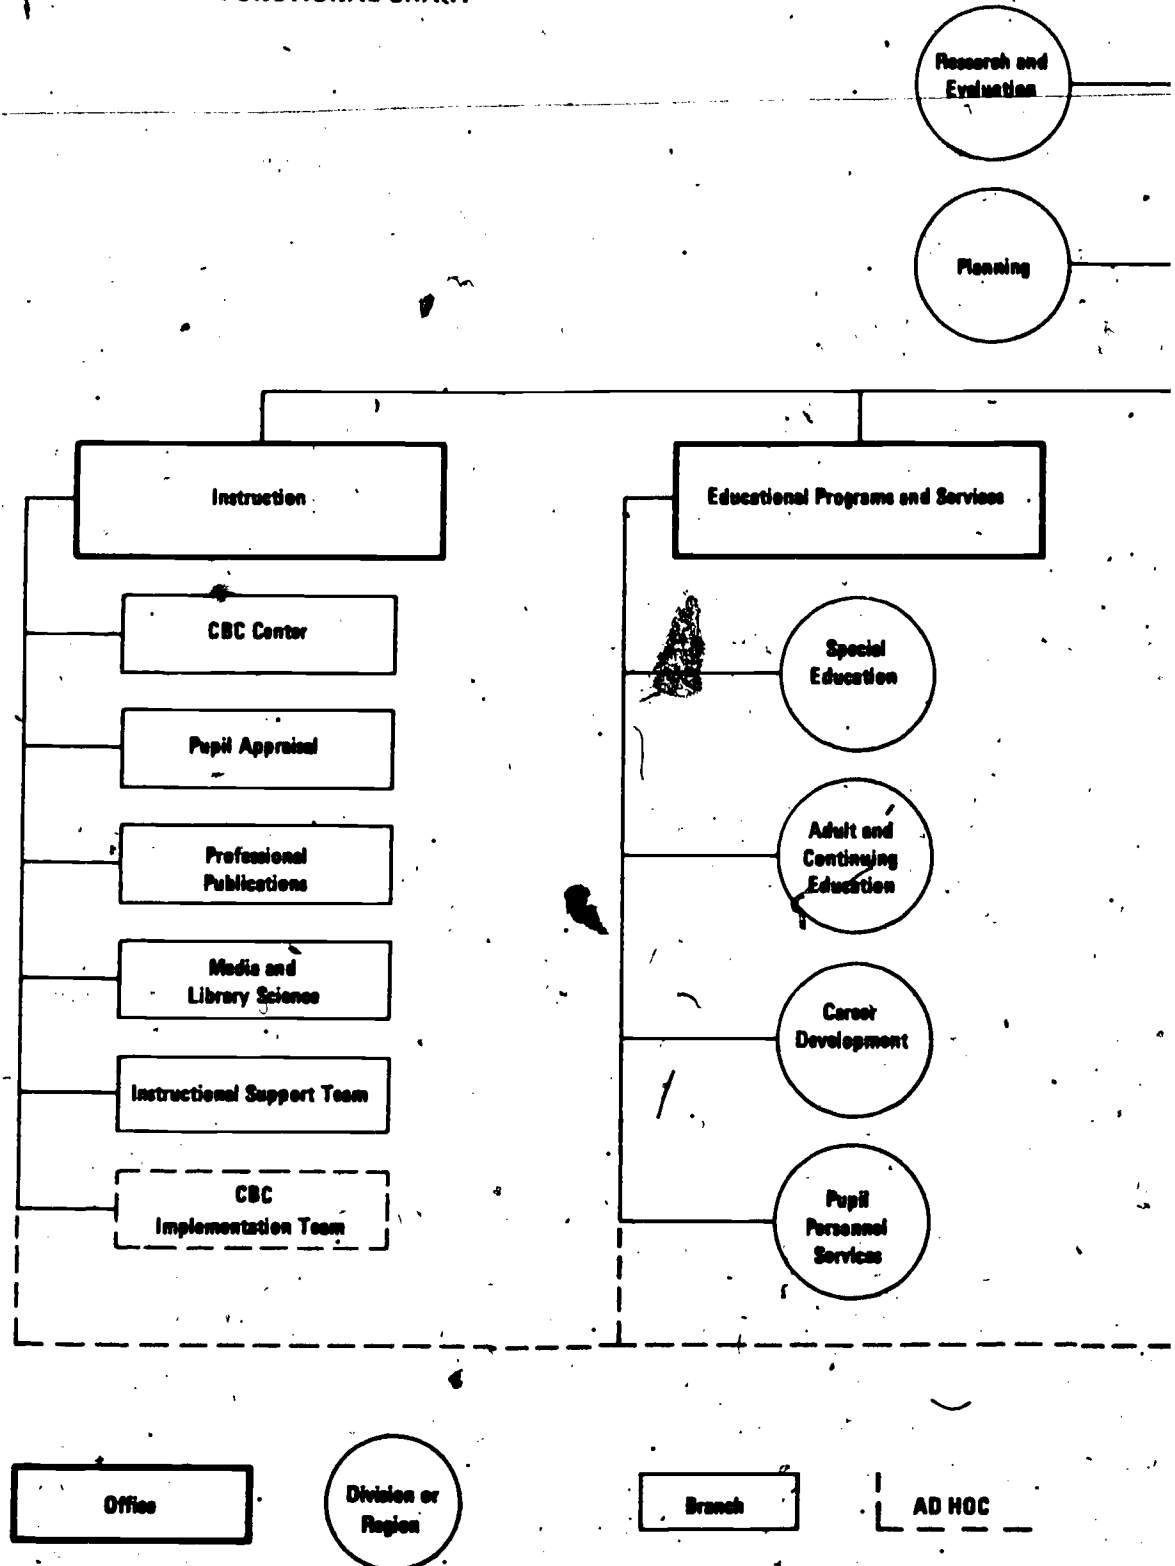 FUNCTIONAL CHART
Research and
Evaluation
Planning
Instruction
Educational Programs and Services
CBC Center
Special
Education
Pupil Appraisal
Adult and
Continuing
Education
Professional
Publications
Media and
Library Science
Career
Development
Instructional Support Team
CBC
Implementation Team
Pupil
Personnel
Services
Office
Division or
Region
Branch
AD HOC